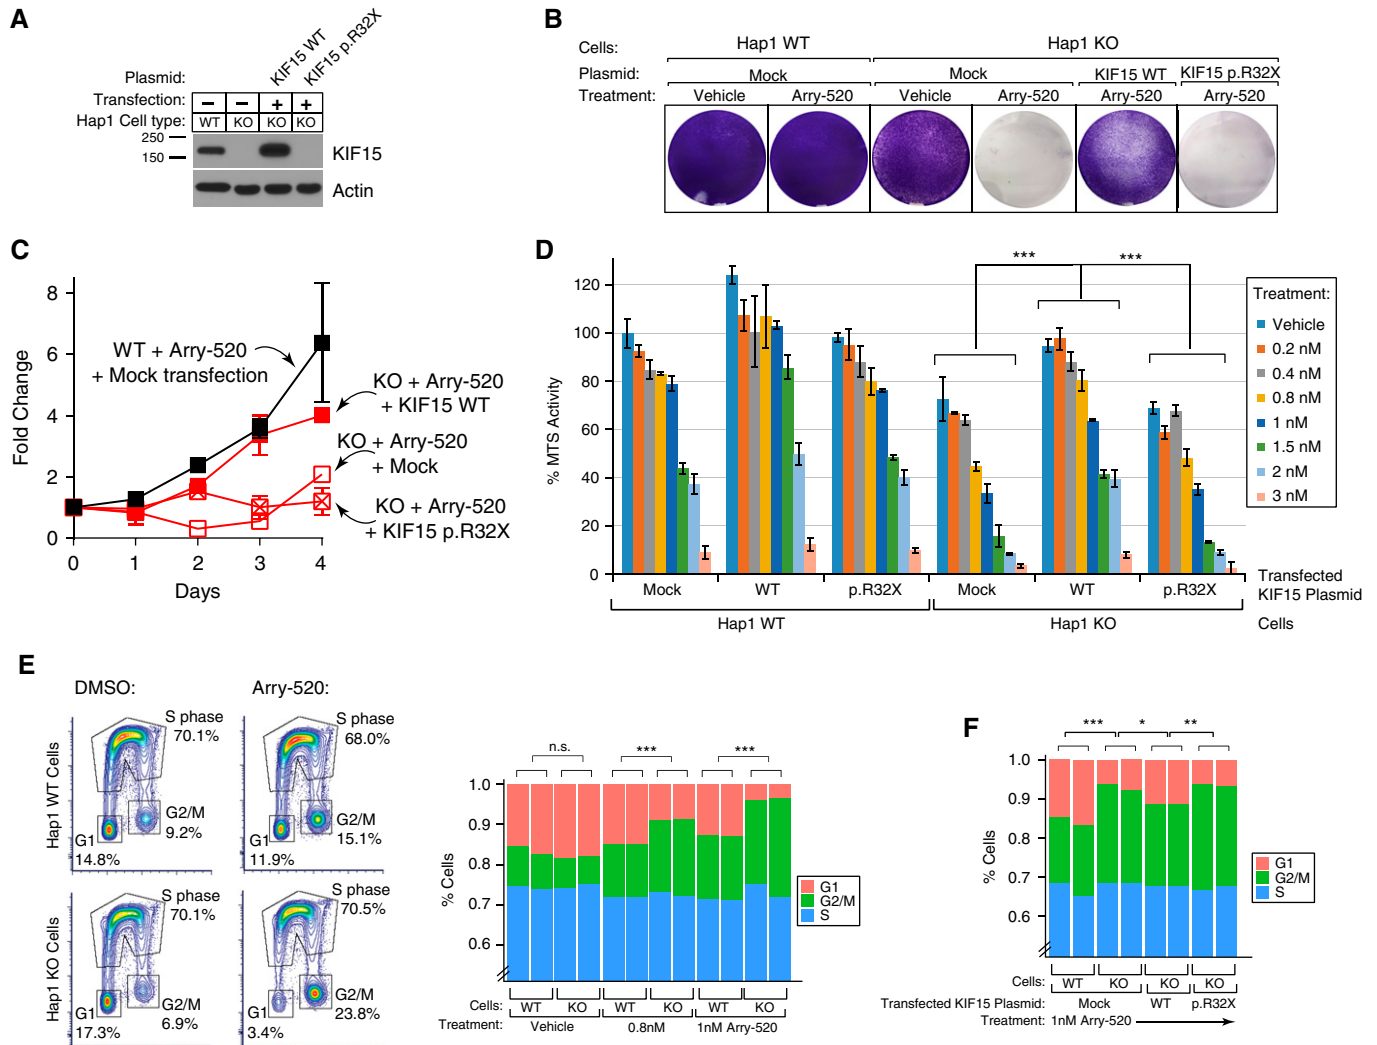 A
KIF15 WT
KIF15 p.R32X
Plasmid:
Transfection: – – + +
Hap1 Cell type: WT KO KO KO
250
150
KIF15
Actin
B
Cells: Hap1 WT Hap1 KO
Plasmid: Mock Mock KIF15 WT KIF15 p.R32X
Treatment: Vehicle Arry-520 Vehicle Arry-520 Arry-520 Arry-520
C
Fold Change
8
6
4
2
0
0 1 2 3 4
Days
WT + Arry-520
+ Mock transfection
KO + Arry-520
+ KIF15 WT
KO + Arry-520
+ Mock
KO + Arry-520
+ KIF15 p.R32X
D
% MTS Activity
120
100
80
60
40
20
0
*** ***
Treatment:
Vehicle
0.2 nM
0.4 nM
0.8 nM
1 nM
1.5 nM
2 nM
3 nM
Mock WT p.R32X Mock WT p.R32X
Transfected
KIF15 Plasmid
Hap1 WT Hap1 KO Cells
E
DMSO: Arry-520:
Hap1 WT Cells
S phase
70.1%
G2/M
9.2%
G1
14.8%
S phase
68.0%
G2/M
15.1%
G1
11.9%
Hap1 KO Cells
S phase
70.1%
G2/M
6.9%
G1
17.3%
S phase
70.5%
G2/M
23.8%
G1
3.4%
n.s. *** ***
% Cells
1.0
0.9
0.8
0.7
0.6
G1
G2/M
S
Cells: WT KO WT KO WT KO
Treatment: Vehicle 0.8nM 1nM Arry-520
F
*** * **
% Cells
1.0
0.9
0.8
0.7
0.6
G1
G2/M
S
Cells: WT KO KO KO
Transfected KIF15 Plasmid: Mock WT p.R32X
Treatment: 1nM Arry-520